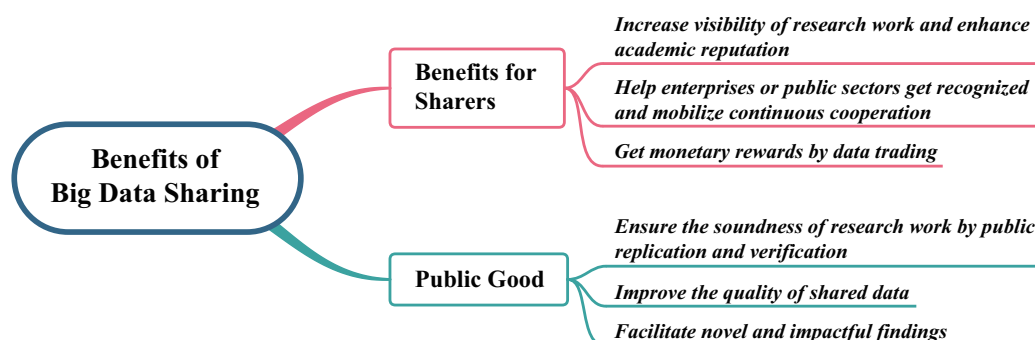 Benefits of
Big Data Sharing
Benefits for
Sharers
Increase visibility of research work and enhance
academic reputation
Help enterprises or public sectors get recognized
and mobilize continuous cooperation
Get monetary rewards by data trading
Public Good
Ensure the soundness of research work by public
replication and verification
Improve the quality of shared data
Facilitate novel and impactful findings